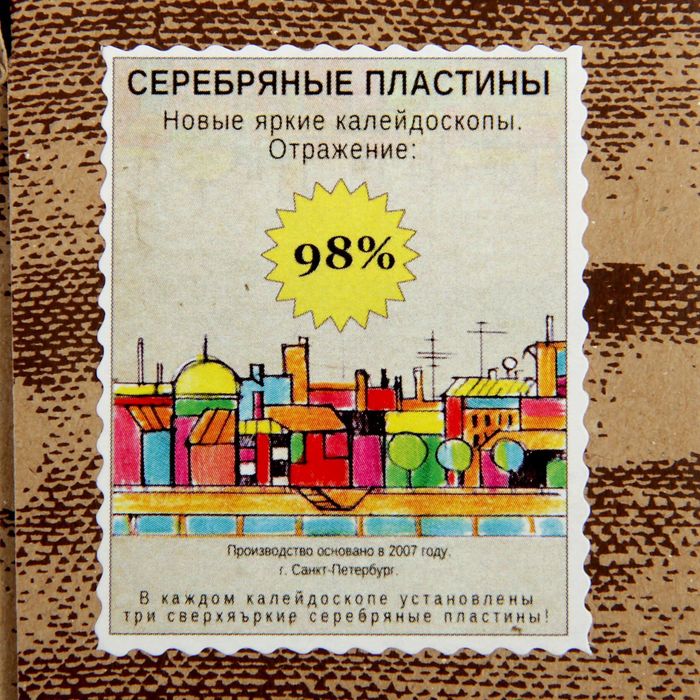 СЕРЕБРЯНЫЕ ПЛАСТИНЫ
Новые яркие калейдоскопы.
Отражение:
98%
Производство основано в 2007 году.
г. Санкт-Петербург.
В каждом калейдоскопе установлены
три сверхяъркие серебряные пластины!